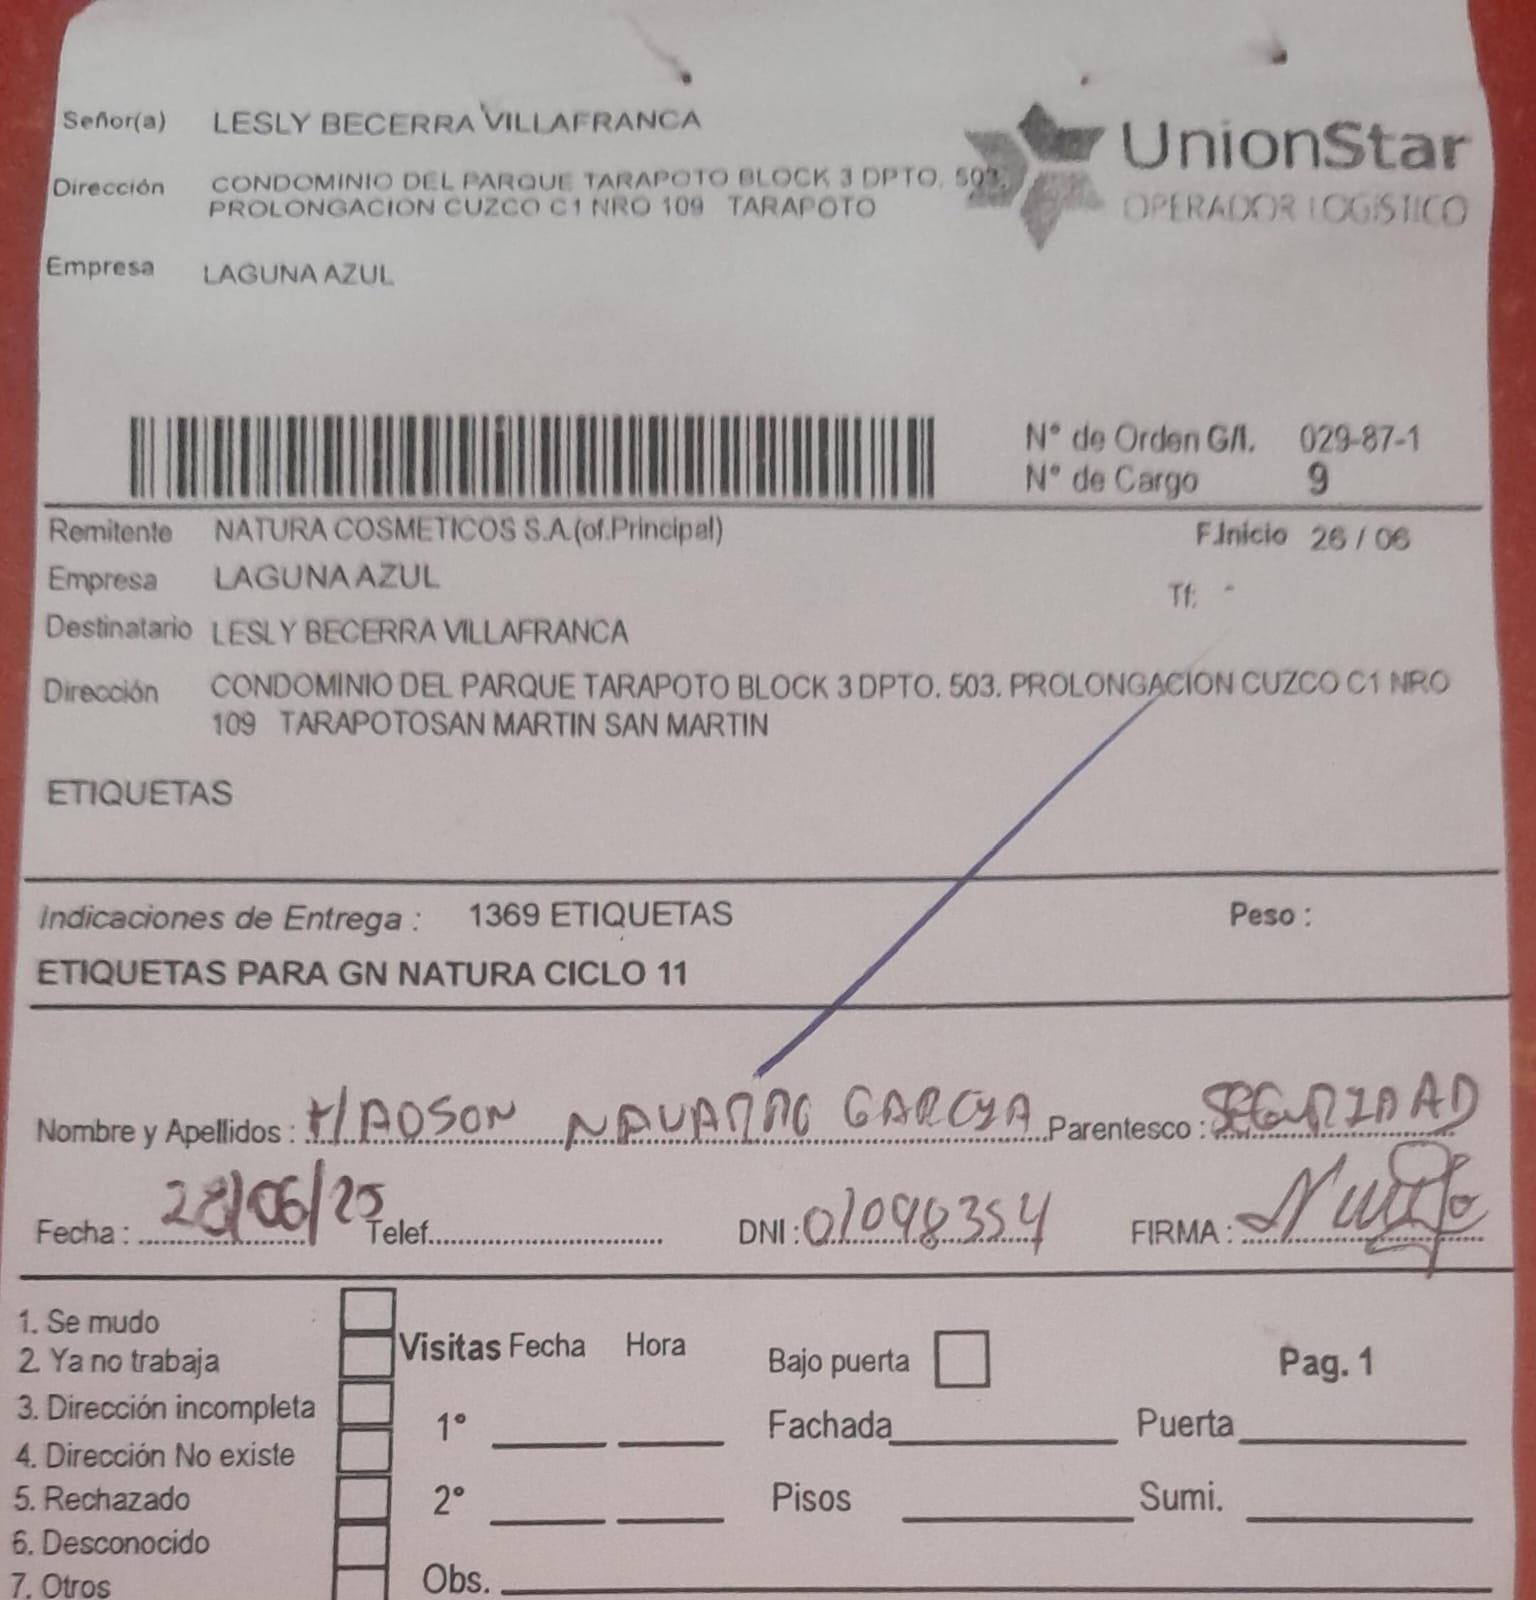 Señor(a) LESLY BECERRA VILLAFRANCA
UnionStar
OPERADOR LOGÍSTICO
Dirección CONDOMINIO DEL PARQUE TARAPOTO BLOCK 3 DPTO. 503.
PROLONGACION CUZCO C1 NRO 109 TARAPOTO
Empresa LAGUNA AZUL
N° de Orden G/I. 029-87-1
N° de Cargo 9
Remitente NATURA COSMETICOS S.A.(of.Principal) F.Inicio 26 / 06
Empresa LAGUNA AZUL Tf: -
Destinatario LESLY BECERRA VILLAFRANCA
Dirección CONDOMINIO DEL PARQUE TARAPOTO BLOCK 3 DPTO. 503. PROLONGACION CUZCO C1 NRO
109 TARAPOTOSAN MARTIN SAN MARTIN
ETIQUETAS
Indicaciones de Entrega : 1369 ETIQUETAS Peso :
ETIQUETAS PARA GN NATURA CICLO 11
Nombre y Apellidos : NAVARRO GARCIA Parentesco : SEGURIDAD
Fecha : 28/06/25 Telef. DNI : 01098354 FIRMA :
1. Se mudo
2. Ya no trabaja
3. Dirección incompleta
4. Dirección No existe
5. Rechazado
6. Desconocido
7. Otros
Visitas Fecha Hora
1°
2°
Obs.
Bajo puerta Pag. 1
Fachada Puerta
Pisos Sumi.